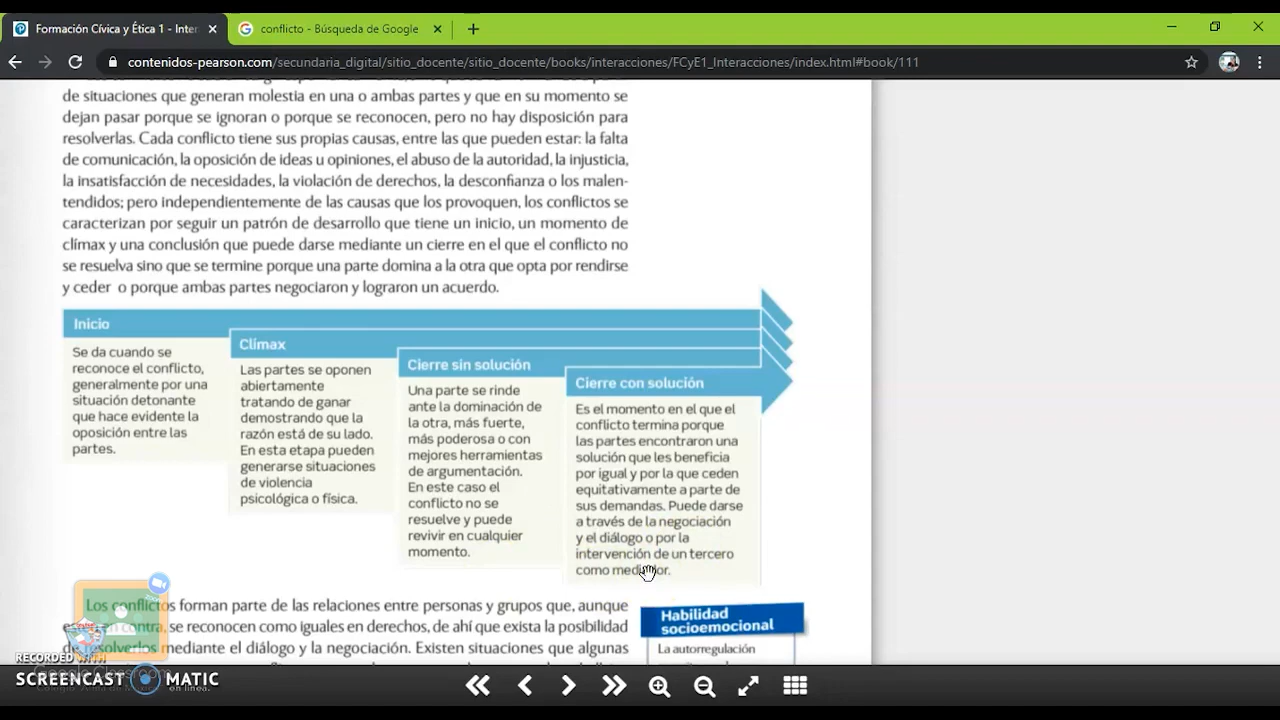 Formación Cívica y Ética 1 - Inter
conflicto - Búsqueda de Google
contenidos-pearson.com/secundaria_digital/sitio_docente/sitio_docente/books/interacciones/FCyE1_Interacciones/index.html#book/111
de situaciones que generan molestia en una o ambas partes y que en su momento se
dejan pasar porque se ignoran o porque se reconocen, pero no hay disposición para
resolverlas. Cada conflicto tiene sus propias causas, entre las que pueden estar: la falta
de comunicación, la oposición de ideas u opiniones, el abuso de la autoridad, la injusticia,
la insatisfacción de necesidades, la violación de derechos, la desconfianza o los malen-
tendidos; pero independientemente de las causas que los provoquen, los conflictos se
caracterizan por seguir un patrón de desarrollo que tiene un inicio, un momento de
clímax y una conclusión que puede darse mediante un cierre en el que el conflicto no
se resuelva sino que se termine porque una parte domina a la otra que opta por rendirse
y ceder o porque ambas partes negociaron y lograron un acuerdo.
Inicio
Se da cuando se
reconoce el conflicto,
generalmente por una
situación detonante
que hace evidente la
oposición entre las
partes.
Clímax
Las partes se oponen
abiertamente
tratando de ganar
demostrando que la
razón está de su lado.
En esta etapa pueden
generarse situaciones
de violencia
psicológica o física.
Cierre sin solución
Una parte se rinde
ante la dominación de
la otra, más fuerte,
más poderosa o con
mejores herramientas
de argumentación.
En este caso el
conflicto no se
resuelve y puede
revivir en cualquier
momento.
Cierre con solución
Es el momento en el que el
conflicto termina porque
las partes encontraron una
solución que les beneficia
por igual y por la que ceden
equitativamente a parte de
sus demandas. Puede darse
a través de la negociación
y el diálogo o por la
intervención de un tercero
como mediador.
Los conflictos forman parte de las relaciones entre personas y grupos que, aunque
en contra, se reconocen como iguales en derechos, de ahí que exista la posibilidad
de resolverlos mediante el diálogo y la negociación. Existen situaciones que algunas
Habilidad
socioemocional
La autorregulación
RECORDED WITH
SCREENCAST MATIC
Google Classroom
en línea.